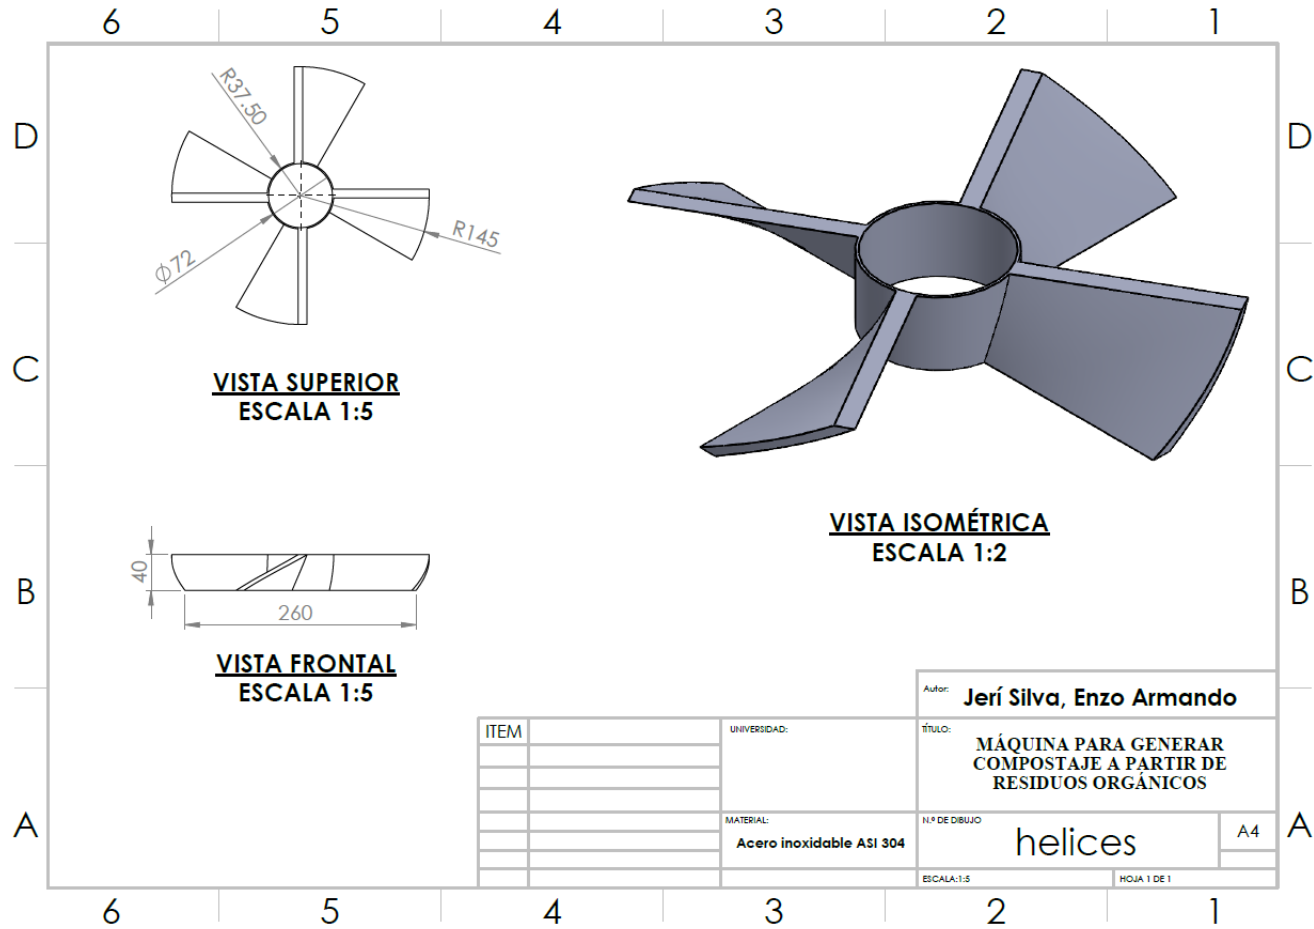 6 5 4 3 2 1
D D
C C
B B
A A
R37.50
R145
Ø72
VISTA SUPERIOR
ESCALA 1:5
VISTA ISOMÉTRICA
ESCALA 1:2
40
260
VISTA FRONTAL
ESCALA 1:5
Autor: Jerí Silva, Enzo Armando
ITEM
UNIVERSIDAD:
TÍTULO:
MÁQUINA PARA GENERAR
COMPOSTAJE A PARTIR DE
RESIDUOS ORGÁNICOS
MATERIAL:
Acero inoxidable ASI 304
N.º DE DIBUJO
helices
A4
ESCALA:1:5
HOJA 1 DE 1
6 5 4 3 2 1